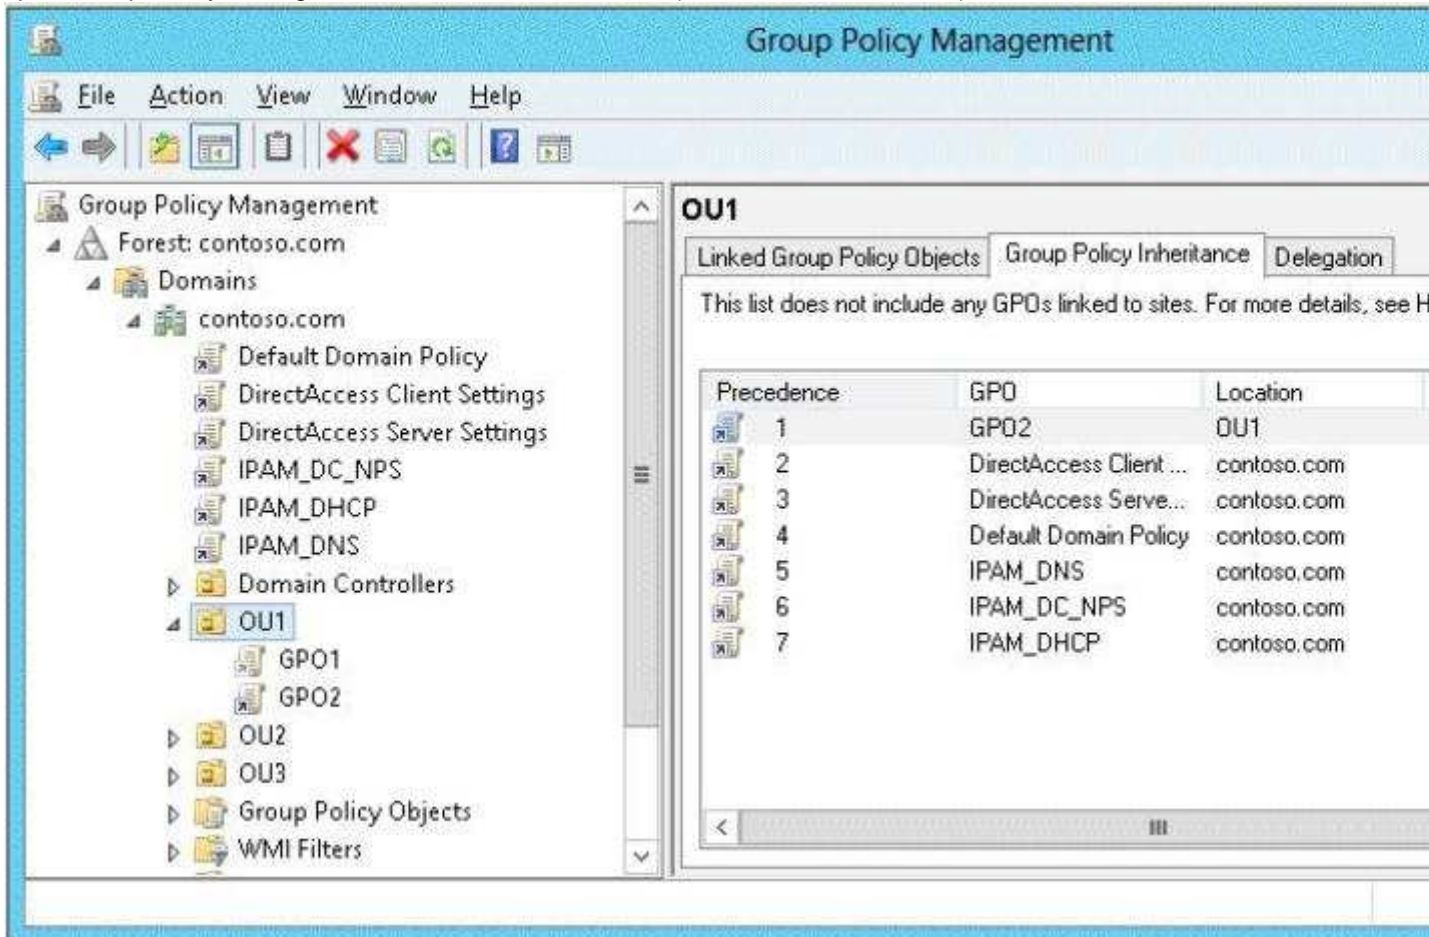 Group Policy Management
File Action View Window Help
Group Policy Management
Forest: contoso.com
Domains
contoso.com
Default Domain Policy
DirectAccess Client Settings
DirectAccess Server Settings
IPAM_DC_NPS
IPAM_DHCP
IPAM_DNS
Domain Controllers
OU1
GPO1
GPO2
OU2
OU3
Group Policy Objects
WMI Filters
OU1
Linked Group Policy Objects Group Policy Inheritance Delegation
This list does not include any GPOs linked to sites. For more details, see H
Precedence GPO Location
1 GPO2 OU1
2 DirectAccess Client ... contoso.com
3 DirectAccess Serve... contoso.com
4 Default Domain Policy contoso.com
5 IPAM_DNS contoso.com
6 IPAM_DC_NPS contoso.com
7 IPAM_DHCP contoso.com